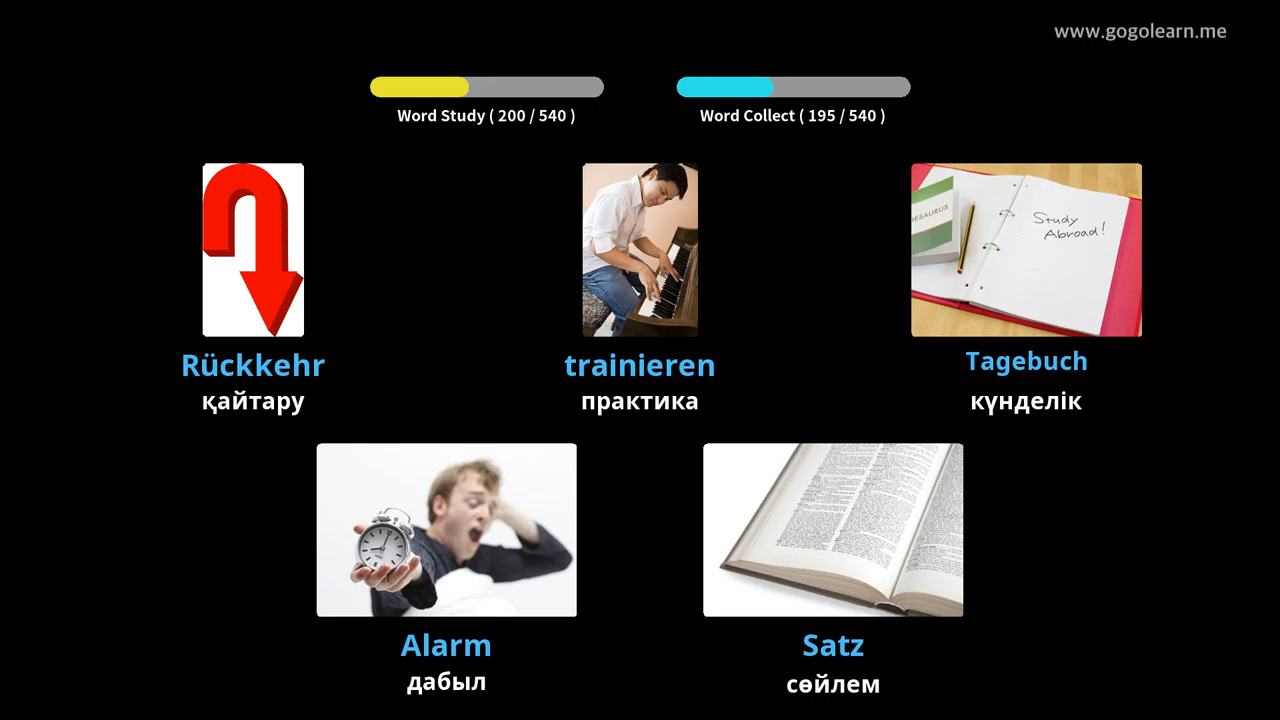 www.gogolearn.me
Word Study ( 200 / 540 )
Word Collect ( 195 / 540 )
THESAURUS
Study
Abroad!
Rückkehr
қайтару
trainieren
практика
Tagebuch
күнделік
Alarm
дабыл
Satz
сөйлем